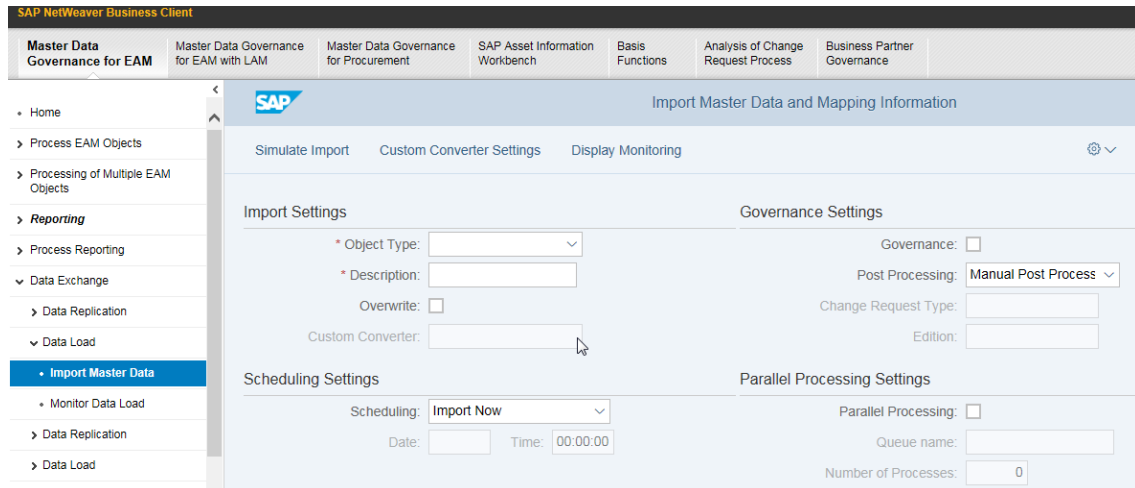 SAP NetWeaver Business Client
Master Data
Governance for EAM
Master Data Governance
for EAM with LAM
Master Data Governance
for Procurement
SAP Asset Information
Workbench
Basis
Functions
Analysis of Change
Request Process
Business Partner
Governance
Home
Process EAM Objects
Processing of Multiple EAM
Objects
Reporting
Process Reporting
Data Exchange
Data Replication
Data Load
Import Master Data
Monitor Data Load
Data Replication
Data Load
SAP
Import Master Data and Mapping Information
Simulate Import Custom Converter Settings Display Monitoring
Import Settings
* Object Type:
* Description:
Overwrite:
Custom Converter:
Scheduling Settings
Scheduling: Import Now
Date: Time: 00:00:00
Governance Settings
Governance:
Post Processing: Manual Post Process
Change Request Type:
Edition:
Parallel Processing Settings
Parallel Processing:
Queue name:
Number of Processes: 0